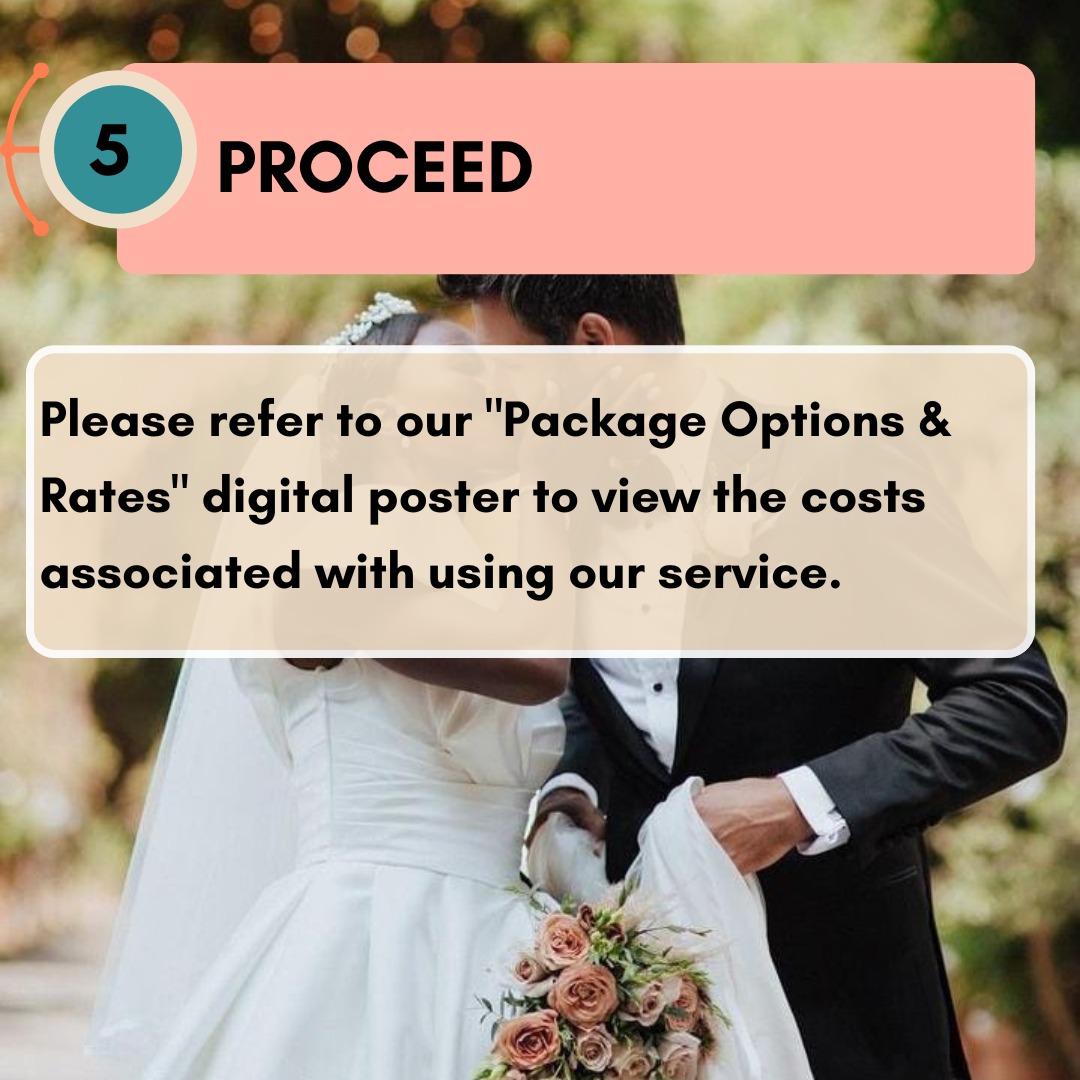 5
PROCEED
Please refer to our "Package Options &
Rates" digital poster to view the costs
associated with using our service.